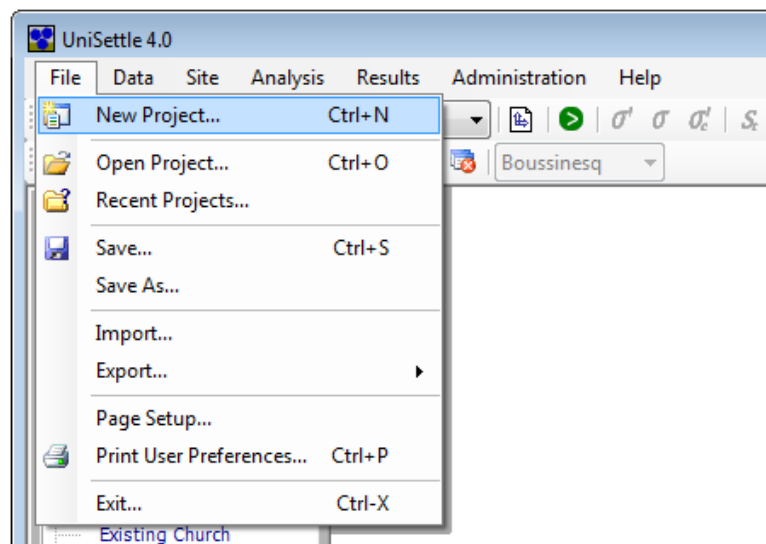 UniSettle 4.0
File Data Site Analysis Results Administration Help
New Project... Ctrl+N
σ' σ σ'c St
Open Project... Ctrl+O
Boussinesq
Recent Projects...
Save... Ctrl+S
Save As...
Import...
Export...
Page Setup...
Print User Preferences... Ctrl+P
Exit... Ctrl-X
Existing Church